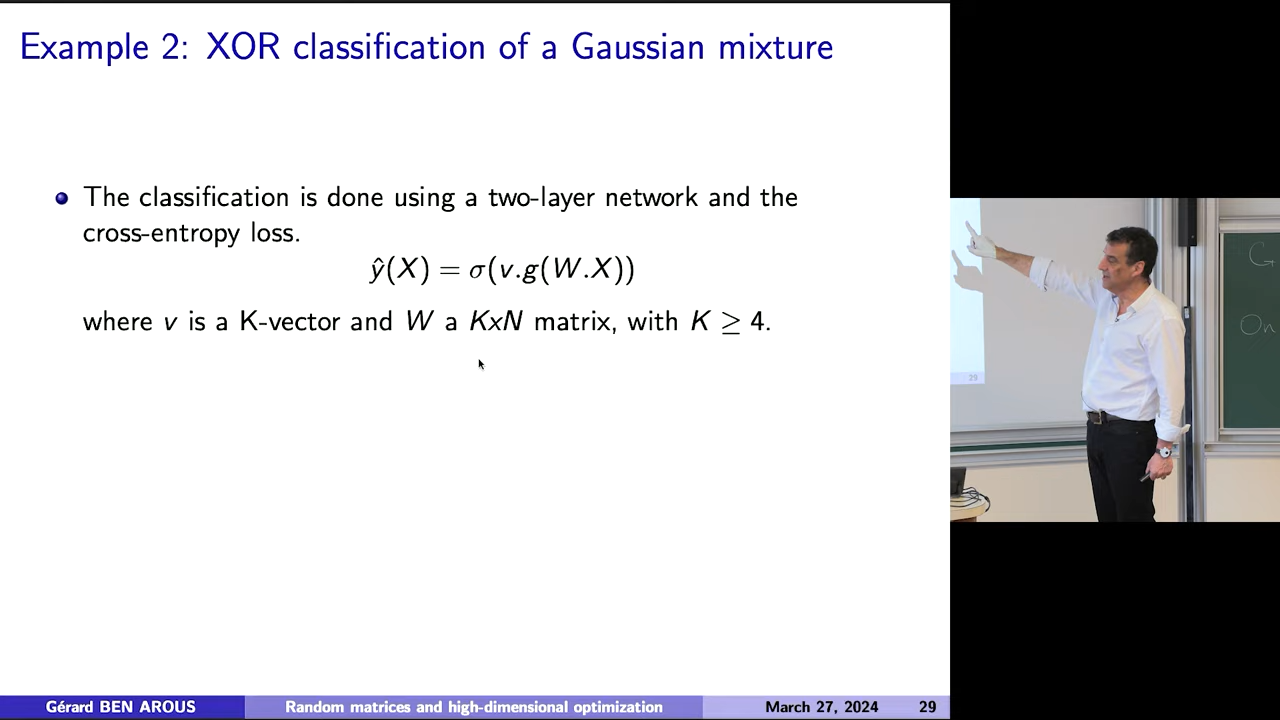 Example 2: XOR classification of a Gaussian mixture
The classification is done using a two-layer network and the
cross-entropy loss.
ŷ(X) = σ(v.g(W.X))
where v is a K-vector and W a KxN matrix, with K ≥ 4.
Gérard BEN AROUS
Random matrices and high-dimensional optimization
March 27, 2024
29
29
G
On